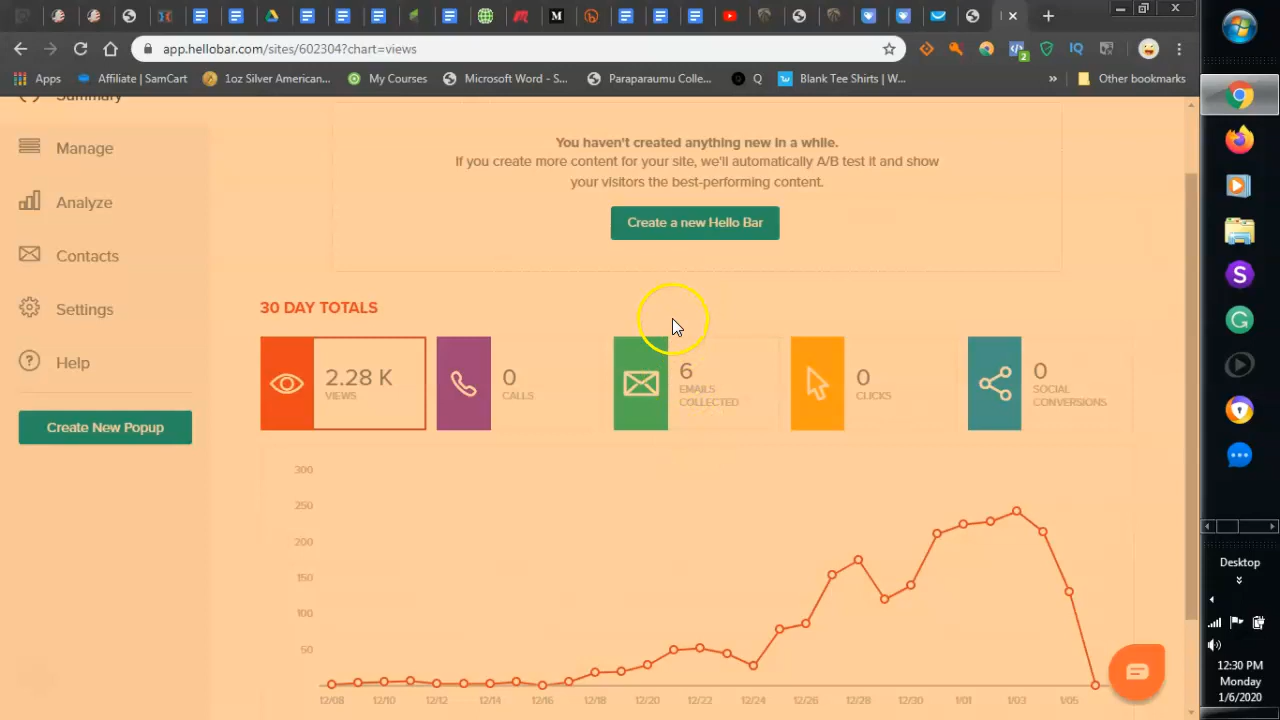 app.hellobar.com/sites/602304?chart=views
2
IQ
Apps
Affiliate | SamCart
1oz Silver American...
My Courses
Microsoft Word - S...
Paraparaumu Colle...
Q
Blank Tee Shirts | W...
»
Other bookmarks
Summary
Manage
Analyze
Contacts
Settings
Help
Create New Popup
You haven't created anything new in a while.
If you create more content for your site, we'll automatically A/B test it and show
your visitors the best-performing content.
Create a new Hello Bar
30 DAY TOTALS
2.28 K
VIEWS
0
CALLS
6
EMAILS
COLLECTED
0
CLICKS
0
SOCIAL
CONVERSIONS
300
250
200
150
100
50
12/08 12/10 12/12 12/14 12/16 12/18 12/20 12/22 12/24 12/26 12/28 12/30 1/01 1/03 1/05
Desktop
12:30 PM
Monday
1/6/2020